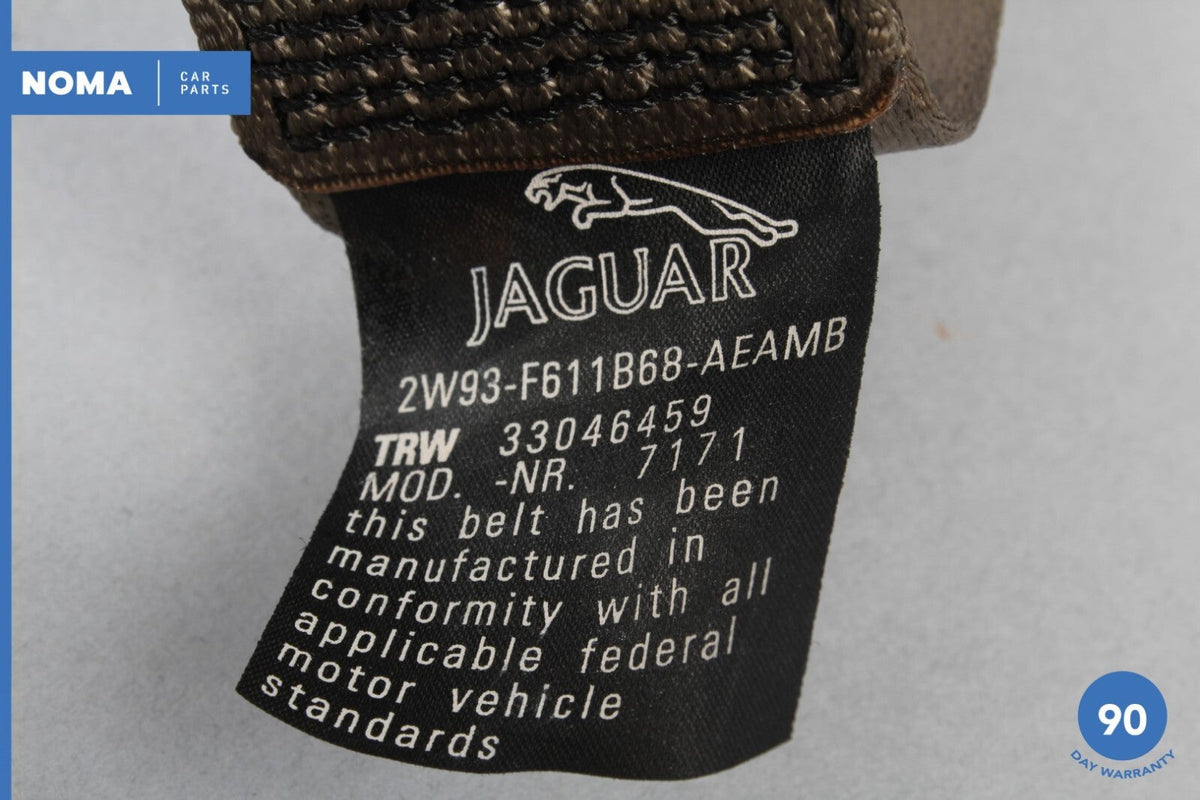 NOMA
CAR
PARTS
JAGUAR
2W93-F611B68-AEAMB
TRW 33046459
MOD. -NR. 7171
this belt has been
manufactured in
conformity with all
applicable federal
motor vehicle
standards
90
DAY WARRANTY